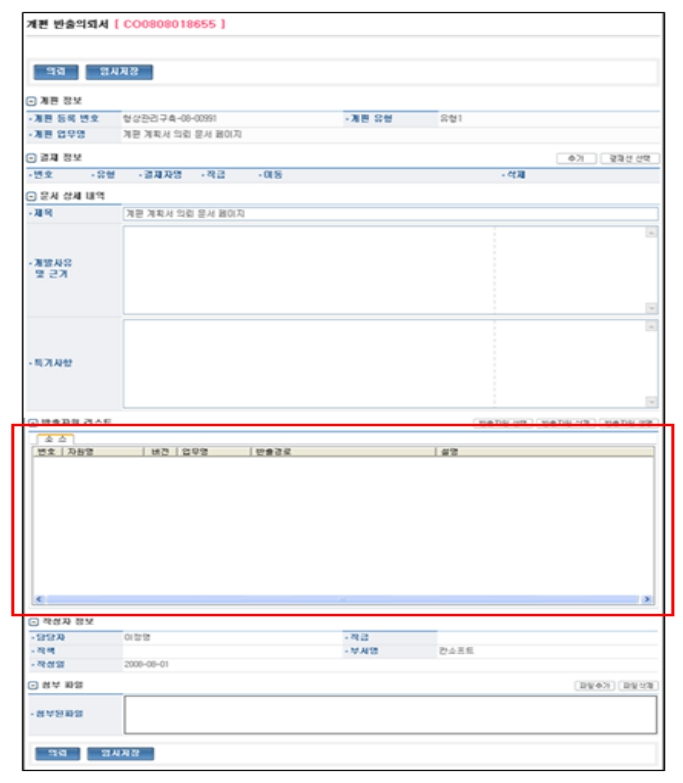 계편 반출의뢰서 [ CO0808018655 ]
의뢰 임시저장
계편 정보
계편 등록 번호 형상관리구축-08-00991 계편 유형 유형1
계편 업무명 계편 계획서 의뢰 문서 페이지
결재 정보 추가 결재선 선택
번호 유형 결재자명 직급 이동 삭제
문서 상세 내역
제목 계편 계획서 의뢰 문서 페이지
개발사유
및 근거
특기사항
반출자원 리스트
소 스
번호 자원명 버전 업무명 반출경로 설명
작성자 정보
담당자 이정명 직급
직책 부서명 칸소프트
작성일 2008-08-01
첨부 파일 파일추가 파일삭제
첨부된파일
의뢰 임시저장